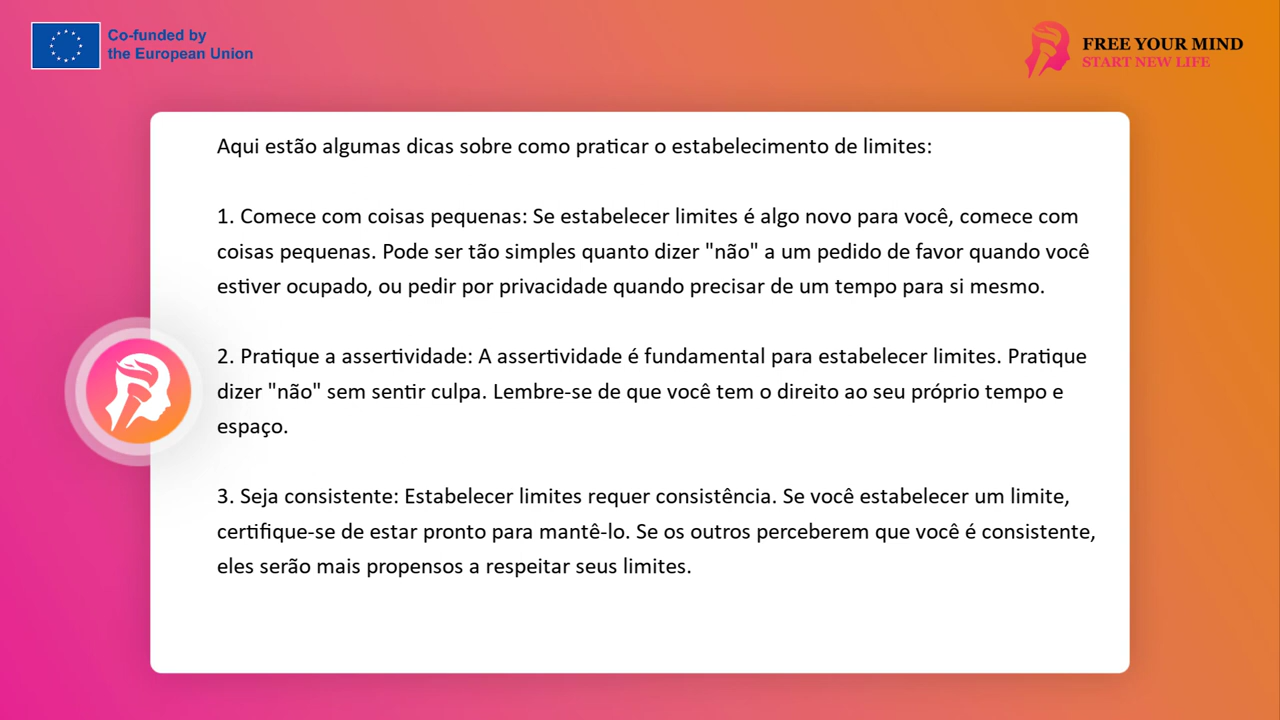 Co-funded by
the European Union
FREE YOUR MIND
START NEW LIFE
Aqui estão algumas dicas sobre como praticar o estabelecimento de limites:
1. Comece com coisas pequenas: Se estabelecer limites é algo novo para você, comece com
coisas pequenas. Pode ser tão simples quanto dizer "não" a um pedido de favor quando você
estiver ocupado, ou pedir por privacidade quando precisar de um tempo para si mesmo.
2. Pratique a assertividade: A assertividade é fundamental para estabelecer limites. Pratique
dizer "não" sem sentir culpa. Lembre-se de que você tem o direito ao seu próprio tempo e
espaço.
3. Seja consistente: Estabelecer limites requer consistência. Se você estabelecer um limite,
certifique-se de estar pronto para mantê-lo. Se os outros perceberem que você é consistente,
eles serão mais propensos a respeitar seus limites.